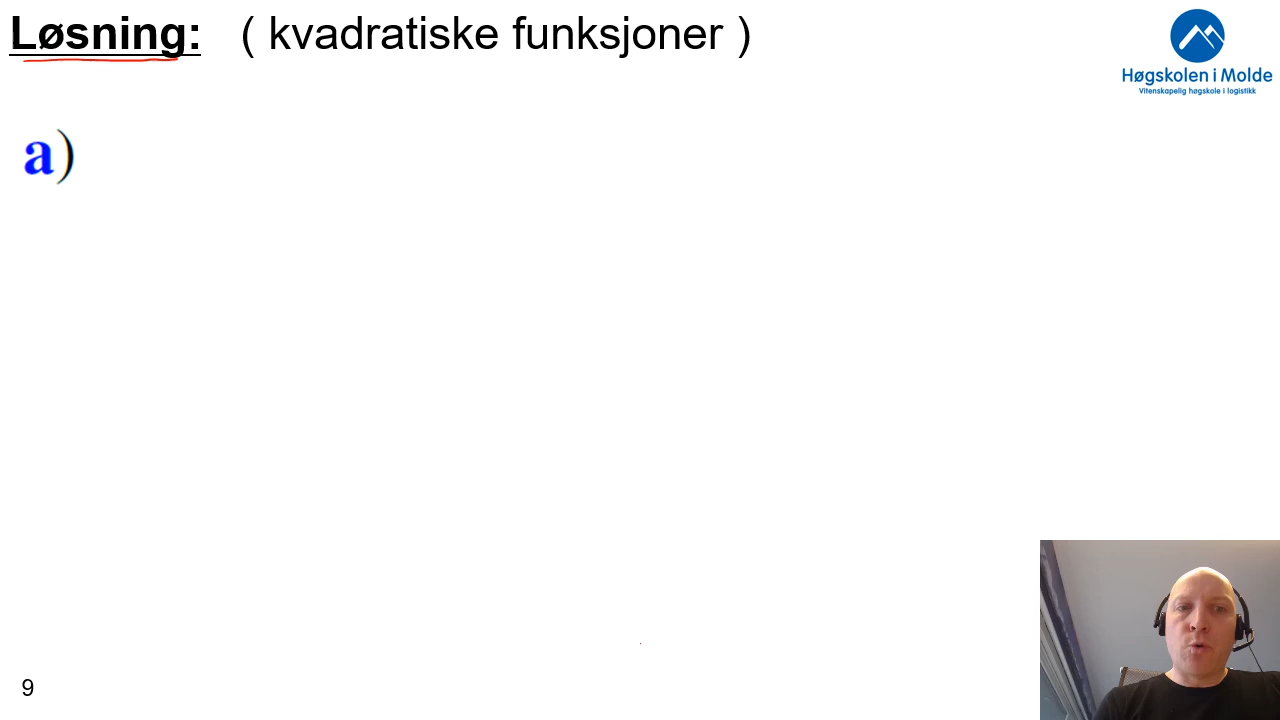 Løsning: ( kvadratiske funksjoner )
Høgskolen i Molde
Vitenskapelig høgskole i logistikk
a)
9